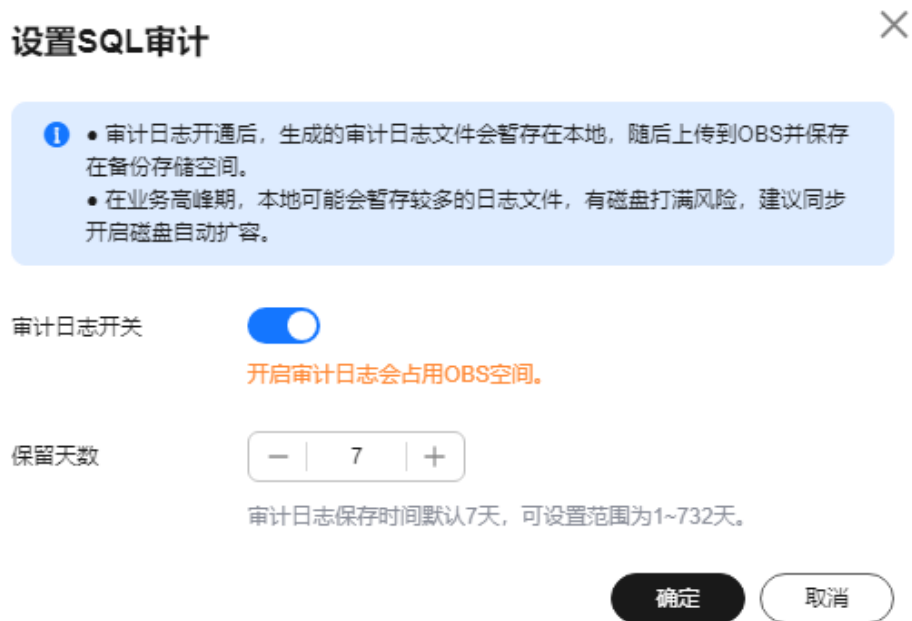 设置SQL审计
● 审计日志开通后，生成的审计日志文件会暂存在本地，随后上传到OBS并保存
在备份存储空间。
● 在业务高峰期，本地可能会暂存较多的日志文件，有磁盘打满风险，建议同步
开启磁盘自动扩容。
审计日志开关
开启审计日志会占用OBS空间。
保留天数
7
审计日志保存时间默认7天，可设置范围为1~732天。
确定 取消